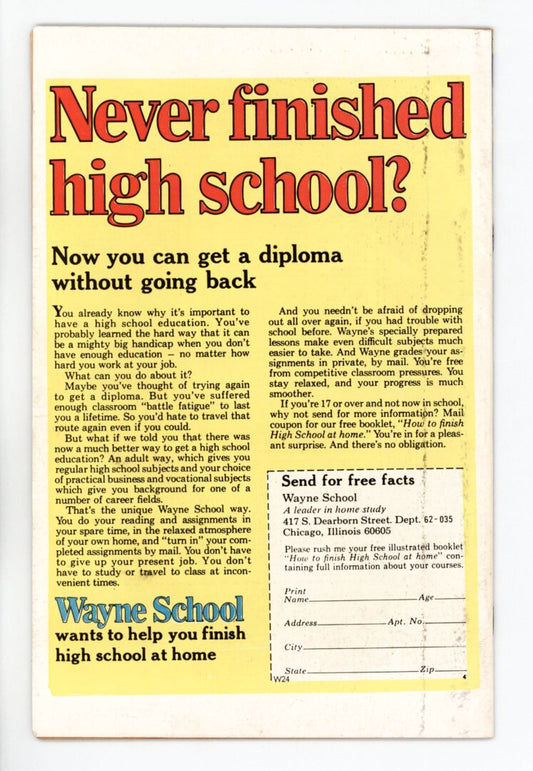 Never finished
high school?
Now you can get a diploma
without going back
You already know why it's important to
have a high school education. You've
probably learned the hard way that it can
be a mighty big handicap when you don't
have enough education – no matter how
hard you work at your job.
What can you do about it?
Maybe you've thought of trying again
to get a diploma. But you've suffered
enough classroom "battle fatigue" to last
you a lifetime. So you'd hate to travel that
route again even if you could.
But what if we told you that there was
now a much better way to get a high school
education? An adult way, which gives you
regular high school subjects and your choice
of practical business and vocational subjects
which give you background for one of a
number of career fields.
That's the unique Wayne School way.
You do your reading and assignments in
your spare time, in the relaxed atmosphere
of your own home, and "turn in" your com-
pleted assignments by mail. You don't have
to give up your present job. You don't
have to study or travel to class at incon-
venient times.
Wayne School
wants to help you finish
high school at home
And you needn't be afraid of dropping
out all over again, if you had trouble with
school before. Wayne's specially prepared
lessons make even difficult subjects much
easier to take. And Wayne grades your as-
signments in private, by mail. You're free
from competitive classroom pressures. You
stay relaxed, and your progress is much
smoother.
If you're 17 or over and not now in school,
why not send for more information? Mail
coupon for our free booklet, "How to finish
High School at home." You're in for a pleas-
ant surprise. And there's no obligation.
Send for free facts
Wayne School
A leader in home study
417 S. Dearborn Street. Dept. 62-035
Chicago, Illinois 60605
Please rush me your free illustrated booklet
"How to finish High School at home" con-
taining full information about your courses.
Print
Name Age
Address Apt. No.
City
State Zip
W24 4